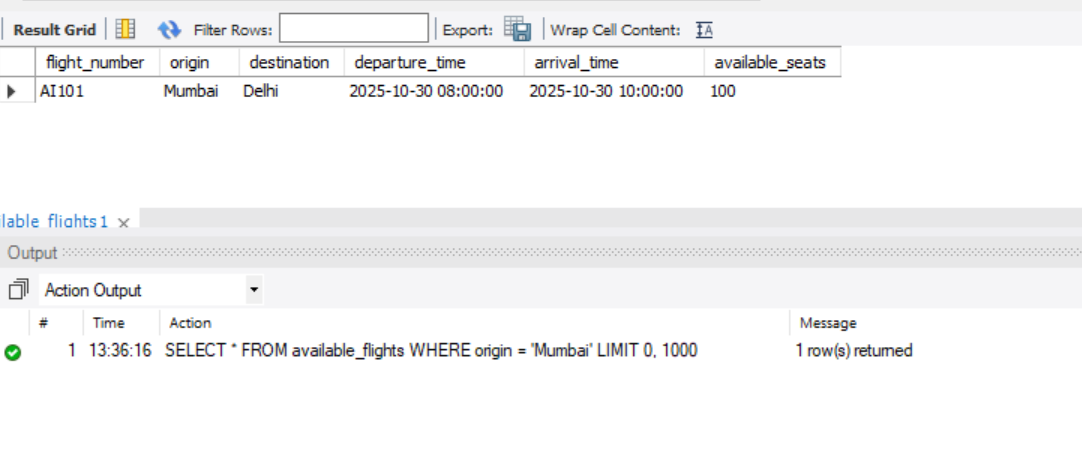 Result Grid Filter Rows: Export: Wrap Cell Content: IA
flight_number origin destination departure_time arrival_time available_seats
AI101 Mumbai Delhi 2025-10-30 08:00:00 2025-10-30 10:00:00 100
ilable_flights1 ×
Output
Action Output
# Time Action Message
1 13:36:16 SELECT * FROM available_flights WHERE origin = 'Mumbai' LIMIT 0, 1000 1 row(s) returned